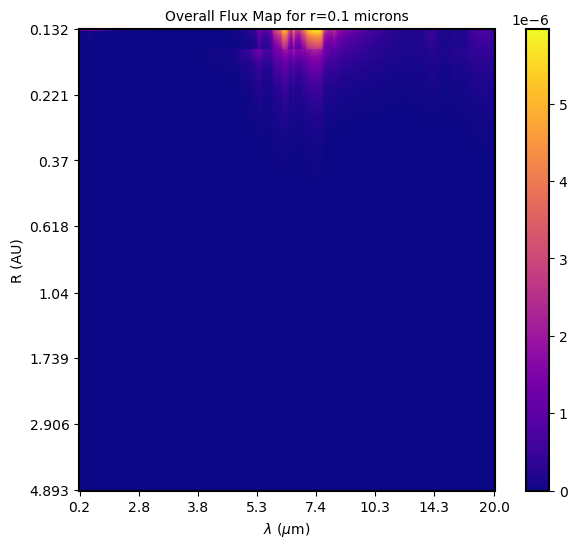 Overall Flux Map for r=0.1 microns
1e−6
0.132
0.221
0.37
0.618
1.04
1.739
2.906
4.893
R (AU)
0.2 2.8 3.8 5.3 7.4 10.3 14.3 20.0
λ (μm)
5
4
3
2
1
0